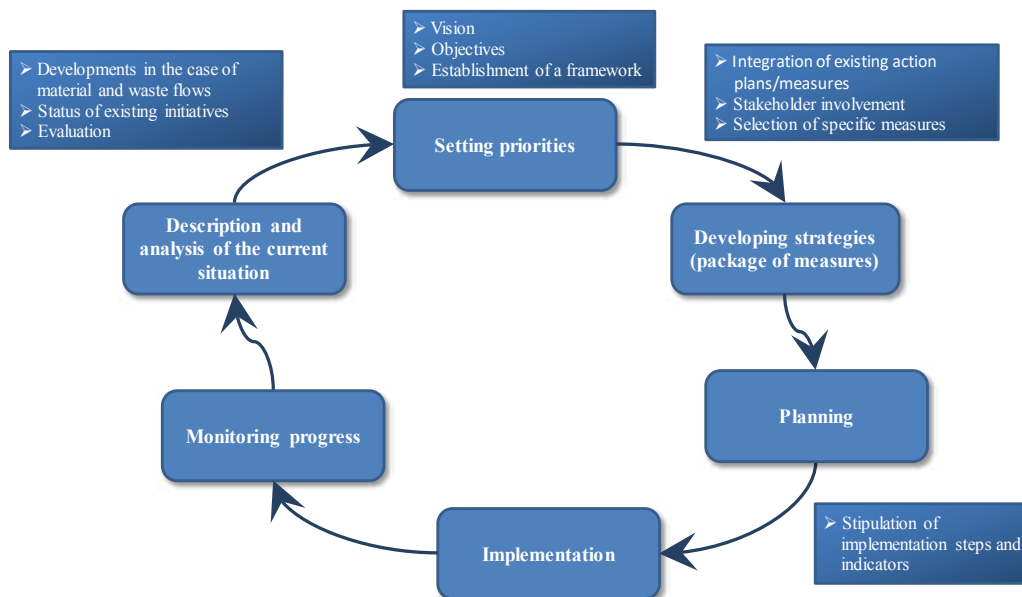 ➢ Vision
➢ Objectives
➢ Establishment of a framework
➢ Developments in the case of
material and waste flows
➢ Status of existing initiatives
➢ Evaluation
➢ Integration of existing action
plans/measures
➢ Stakeholder involvement
➢ Selection of specific measures
Setting priorities
Description and
analysis of the current
situation
Developing strategies
(package of measures)
Planning
Monitoring progress
Implementation
➢ Stipulation of
implementation steps and
indicators